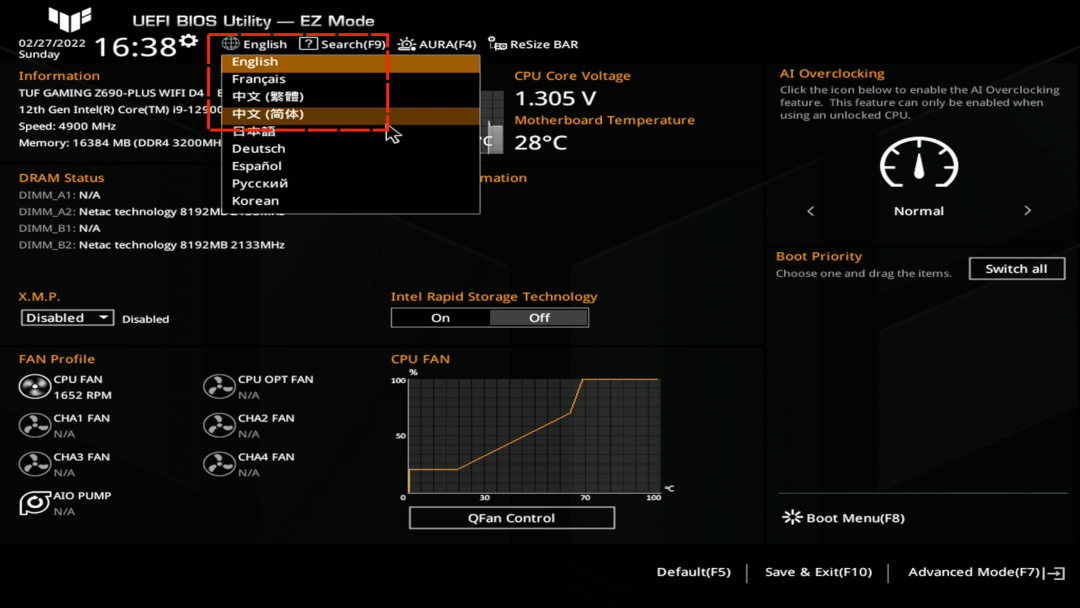 UEFI BIOS Utility — EZ Mode
02/27/2022
Sunday
16:38
English
Search(F9)
AURA(F4)
ReSize BAR
English
Français
中文 (繁體)
中文 (简体)
日本語
Deutsch
Español
Русский
Korean
Information
TUF GAMING Z690-PLUS WIFI D4
12th Gen Intel(R) Core(TM) i9-1290
Speed: 4900 MHz
Memory: 16384 MB (DDR4 3200MH
CPU Core Voltage
1.305 V
Motherboard Temperature
28°C
AI Overclocking
Click the icon below to enable the AI Overclocking
feature. This feature can only be enabled when
using an unlocked CPU.
Normal
DRAM Status
DIMM_A1: N/A
DIMM_A2: Netac technology 8192MB 2133MHz
DIMM_B1: N/A
DIMM_B2: Netac technology 8192MB 2133MHz
mation
Boot Priority
Choose one and drag the items.
Switch all
X.M.P.
Disabled
Disabled
Intel Rapid Storage Technology
On
Off
FAN Profile
CPU FAN
1652 RPM
CPU OPT FAN
N/A
CHA1 FAN
N/A
CHA2 FAN
N/A
CHA3 FAN
N/A
CHA4 FAN
N/A
AIO PUMP
N/A
CPU FAN
%
100
50
0
30
70
100
°C
QFan Control
Boot Menu(F8)
Default(F5)
Save & Exit(F10)
Advanced Mode(F7)